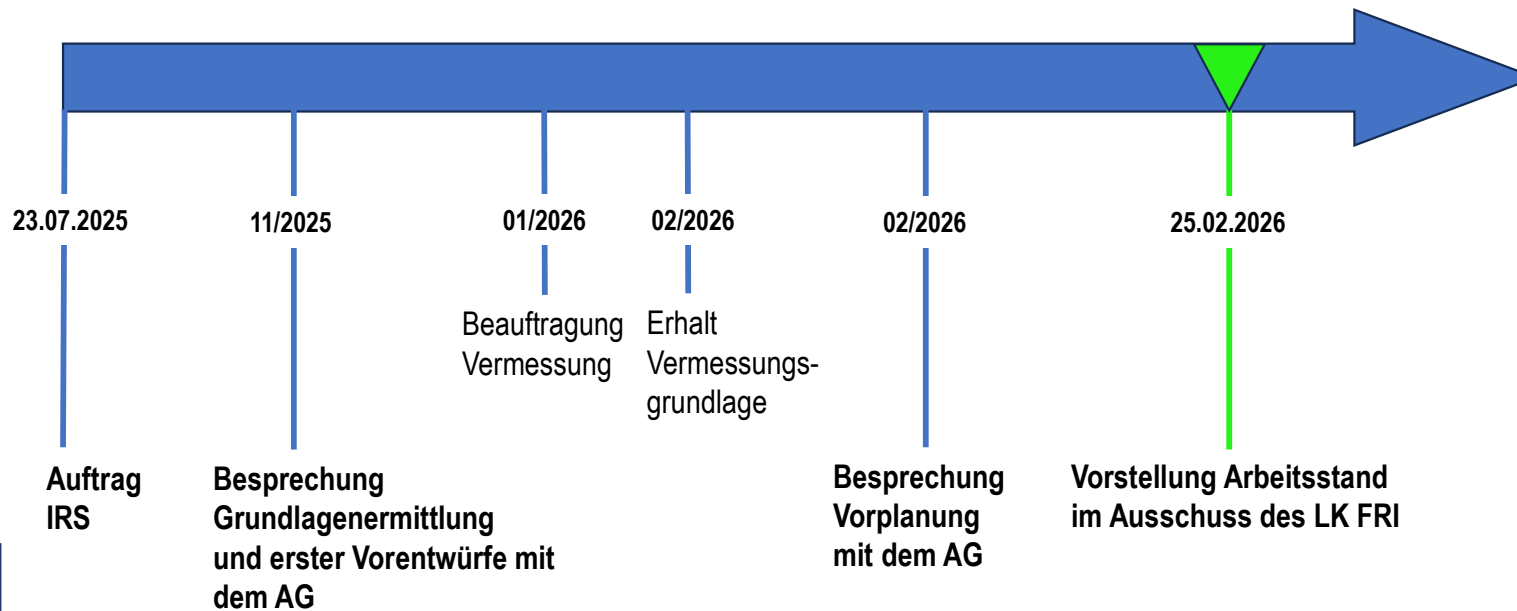 23.07.2025
11/2025
01/2026
02/2026
02/2026
25.02.2026
Beauftragung
Vermessung
Erhalt
Vermessungs-
grundlage
Auftrag
IRS
Besprechung
Grundlagenermittlung
und erster Vorentwürfe mit
dem AG
Besprechung
Vorplanung
mit dem AG
Vorstellung Arbeitsstand
im Ausschuss des LK FRI